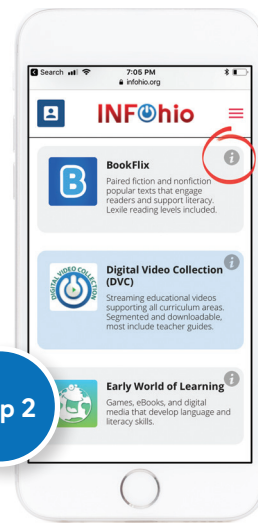 Search 7:05 PM
infohio.org
INFOhio
BookFlix
Paired fiction and nonfiction
popular texts that engage
readers and support literacy.
Lexile reading levels included.
B
DIGITAL VIDEO COLLECTION
Digital Video Collection
(DVC)
Streaming educational videos
supporting all curriculum areas.
Segmented and downloadable,
most include teacher guides.
p 2
Early World of Learning
Games, eBooks, and digital
media that develop language and
literacy skills.